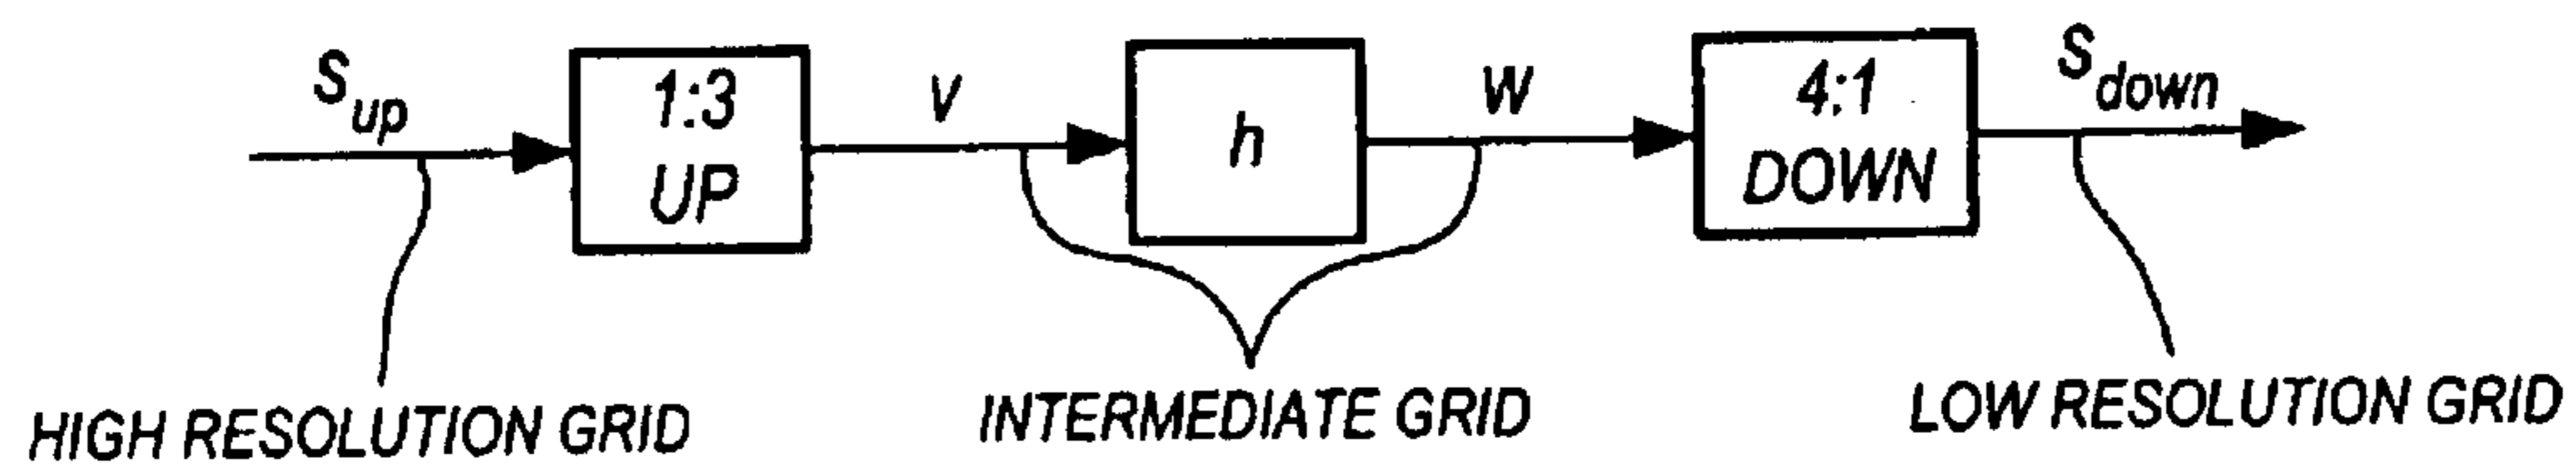 S_up
1:3
UP
V
h
W
4:1
DOWN
S_down
HIGH RESOLUTION GRID
INTERMEDIATE GRID
LOW RESOLUTION GRID